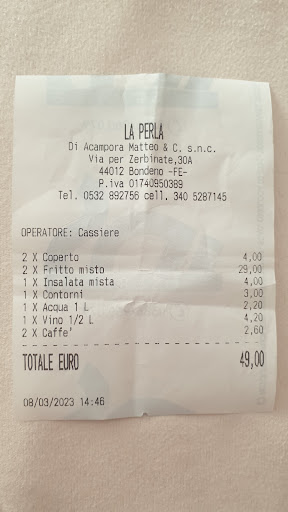 LA PERLA
Di Acampora Matteo & C. s.n.c.
Via per Zerbinate,30A
44012 Bondeno -FE-
P.iva 01740950389
Tel. 0532 892756 cell. 340 5287145
OPERATORE: Cassiere
2 X Coperto 4,00
2 X Fritto misto 29,00
1 X Insalata mista 4,00
1 X Contorni 3,00
1 X Acqua 1 L 2,20
1 X Vino 1/2 L 4,20
2 X Caffe' 2,60
TOTALE EURO 49,00
08/03/2023 14:46